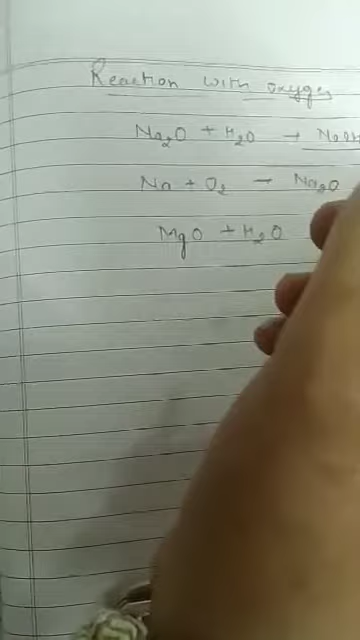 Reaction with oxygen
Na₂O + H₂O → NaOH
Na + O₂ → Na₂O
MgO + H₂O